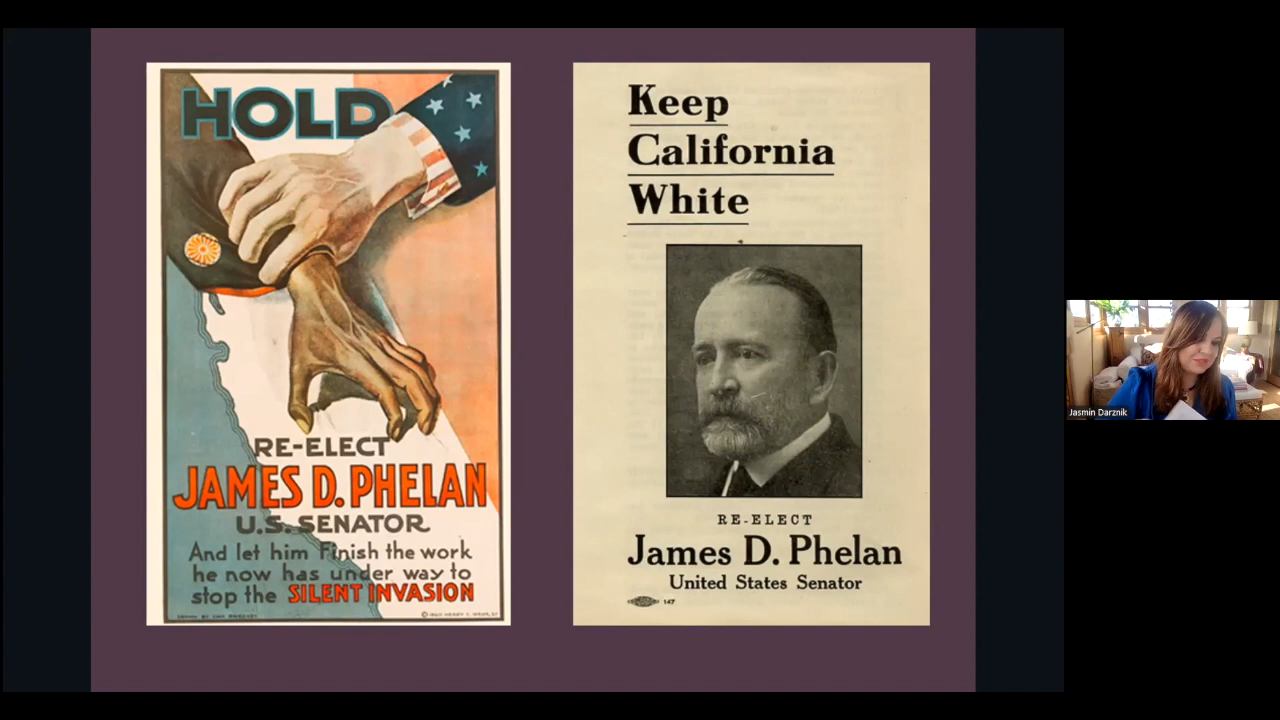 HOLD
RE-ELECT
JAMES D. PHELAN
U.S. SENATOR
And let him Finish the work
he now has under way to
stop the SILENT INVASION
Keep
California
White
RE-ELECT
James D. Phelan
United States Senator
147
Jasmin Darznik